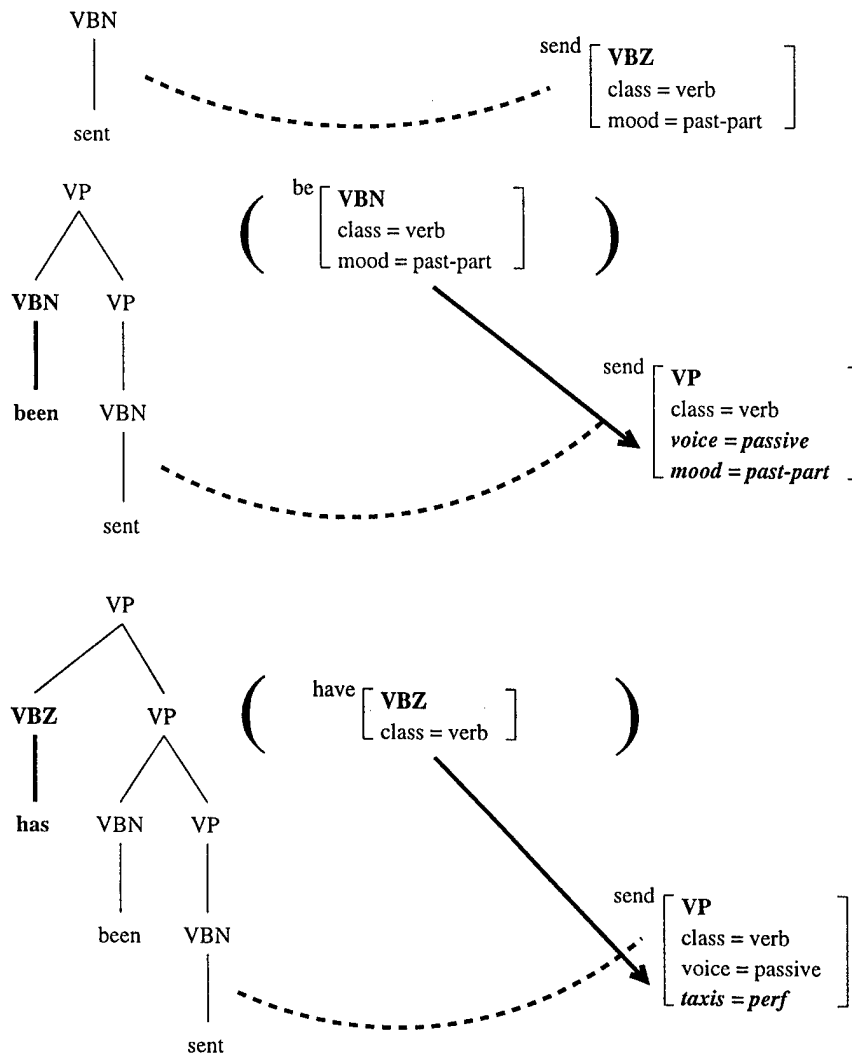 VBN
sent
send
VBZ
class = verb
mood = past-part
VP
VBN VP
been VBN
sent
(
be
VBN
class = verb
mood = past-part
)
send
VP
class = verb
voice = passive
mood = past-part
VP
VBZ VP
has VBN VP
been VBN
sent
(
have
VBZ
class = verb
)
send
VP
class = verb
voice = passive
taxis = perf